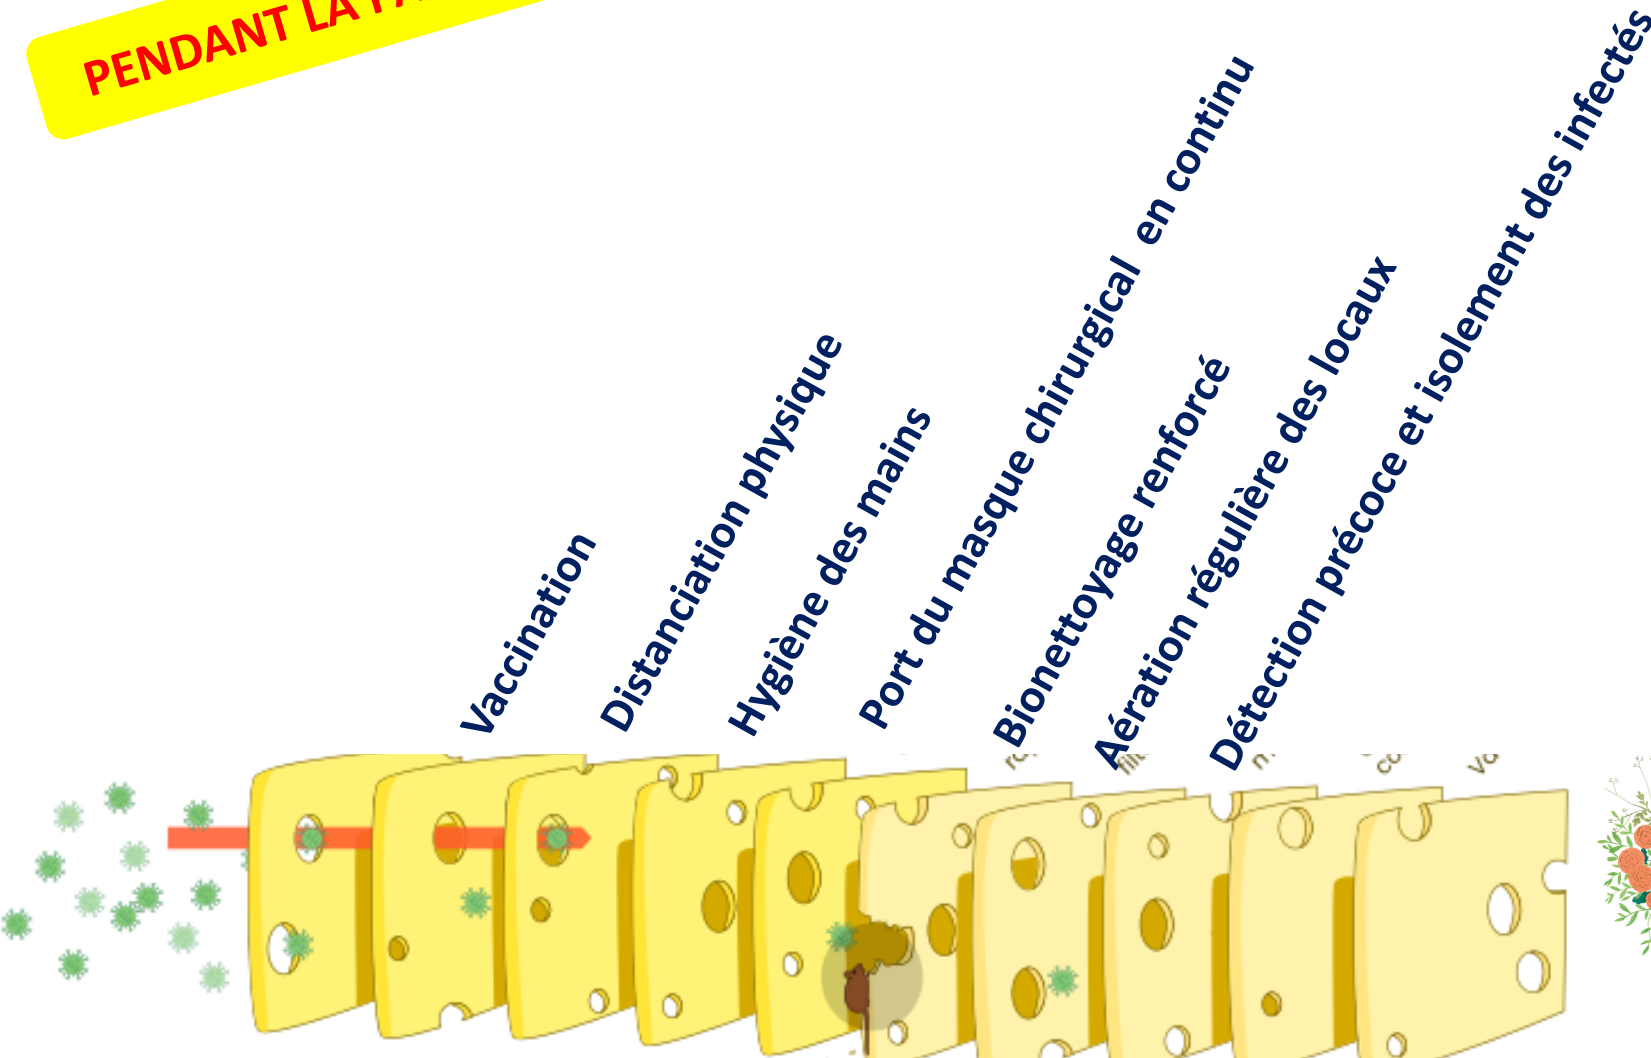 PENDANT LA
Vaccination
Distanciation physique
Hygiène des mains
Port du masque chirurgical en continu
Bionettoyage renforcé
Aération régulière des locaux
Détection précoce et isolement des infectés